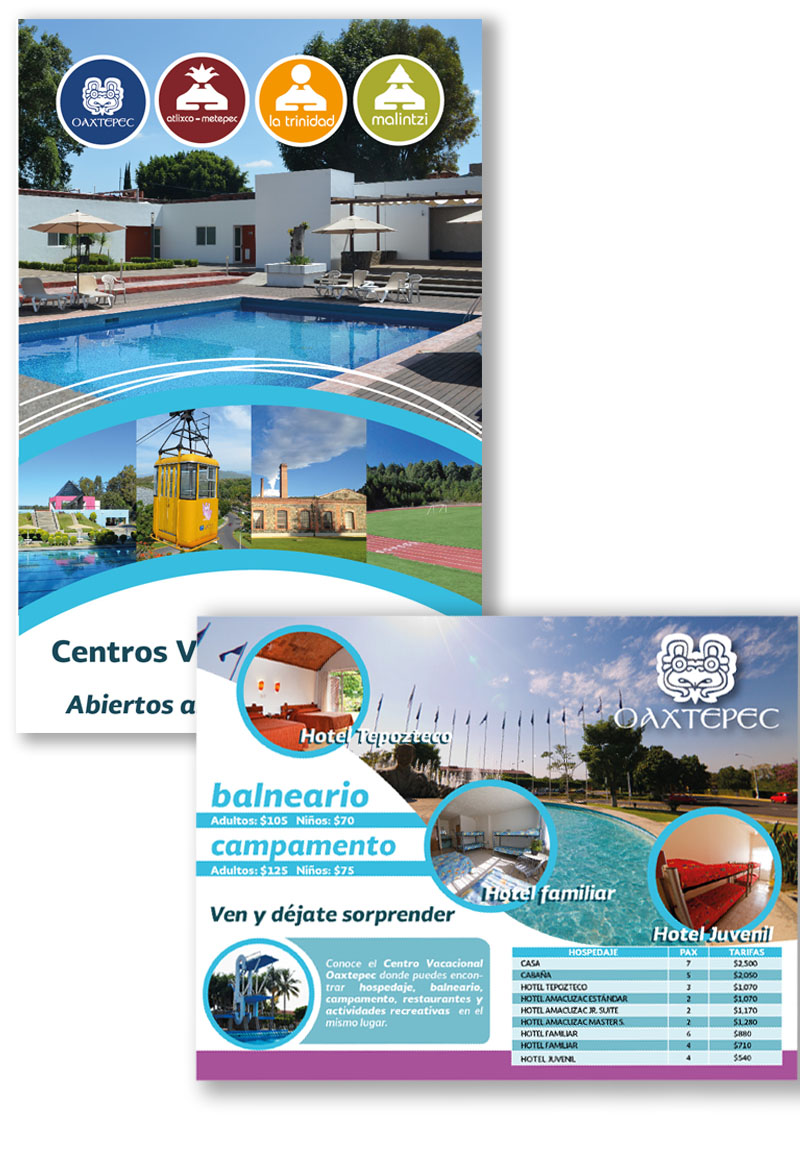 OAXTEPEC
atlixco - metepec
la trinidad
malintzi
Centros V
Abiertos a
OAXTEPEC
Hotel Tepozteco
balneario
Adultos: $105 Niños: $70
campamento
Adultos: $125 Niños: $75
Hotel familiar
Ven y déjate sorprender
Hotel Juvenil
Conoce el Centro Vacacional
Oaxtepec donde puedes encon-
trar hospedaje, balneario,
campamento, restaurantes y
actividades recreativas en el
mismo lugar.
HOSPEDAJE PAX TARIFAS
CASA 7 $2,500
CABAÑA 5 $2,050
HOTEL TEPOZTECO 3 $1,070
HOTEL AMACUZAC ESTÁNDAR 2 $1,070
HOTEL AMACUZAC JR. SUITE 2 $1,170
HOTEL AMACUZAC MASTER S. 2 $1,280
HOTEL FAMILIAR 6 $880
HOTEL FAMILIAR 4 $710
HOTEL JUVENIL 4 $540